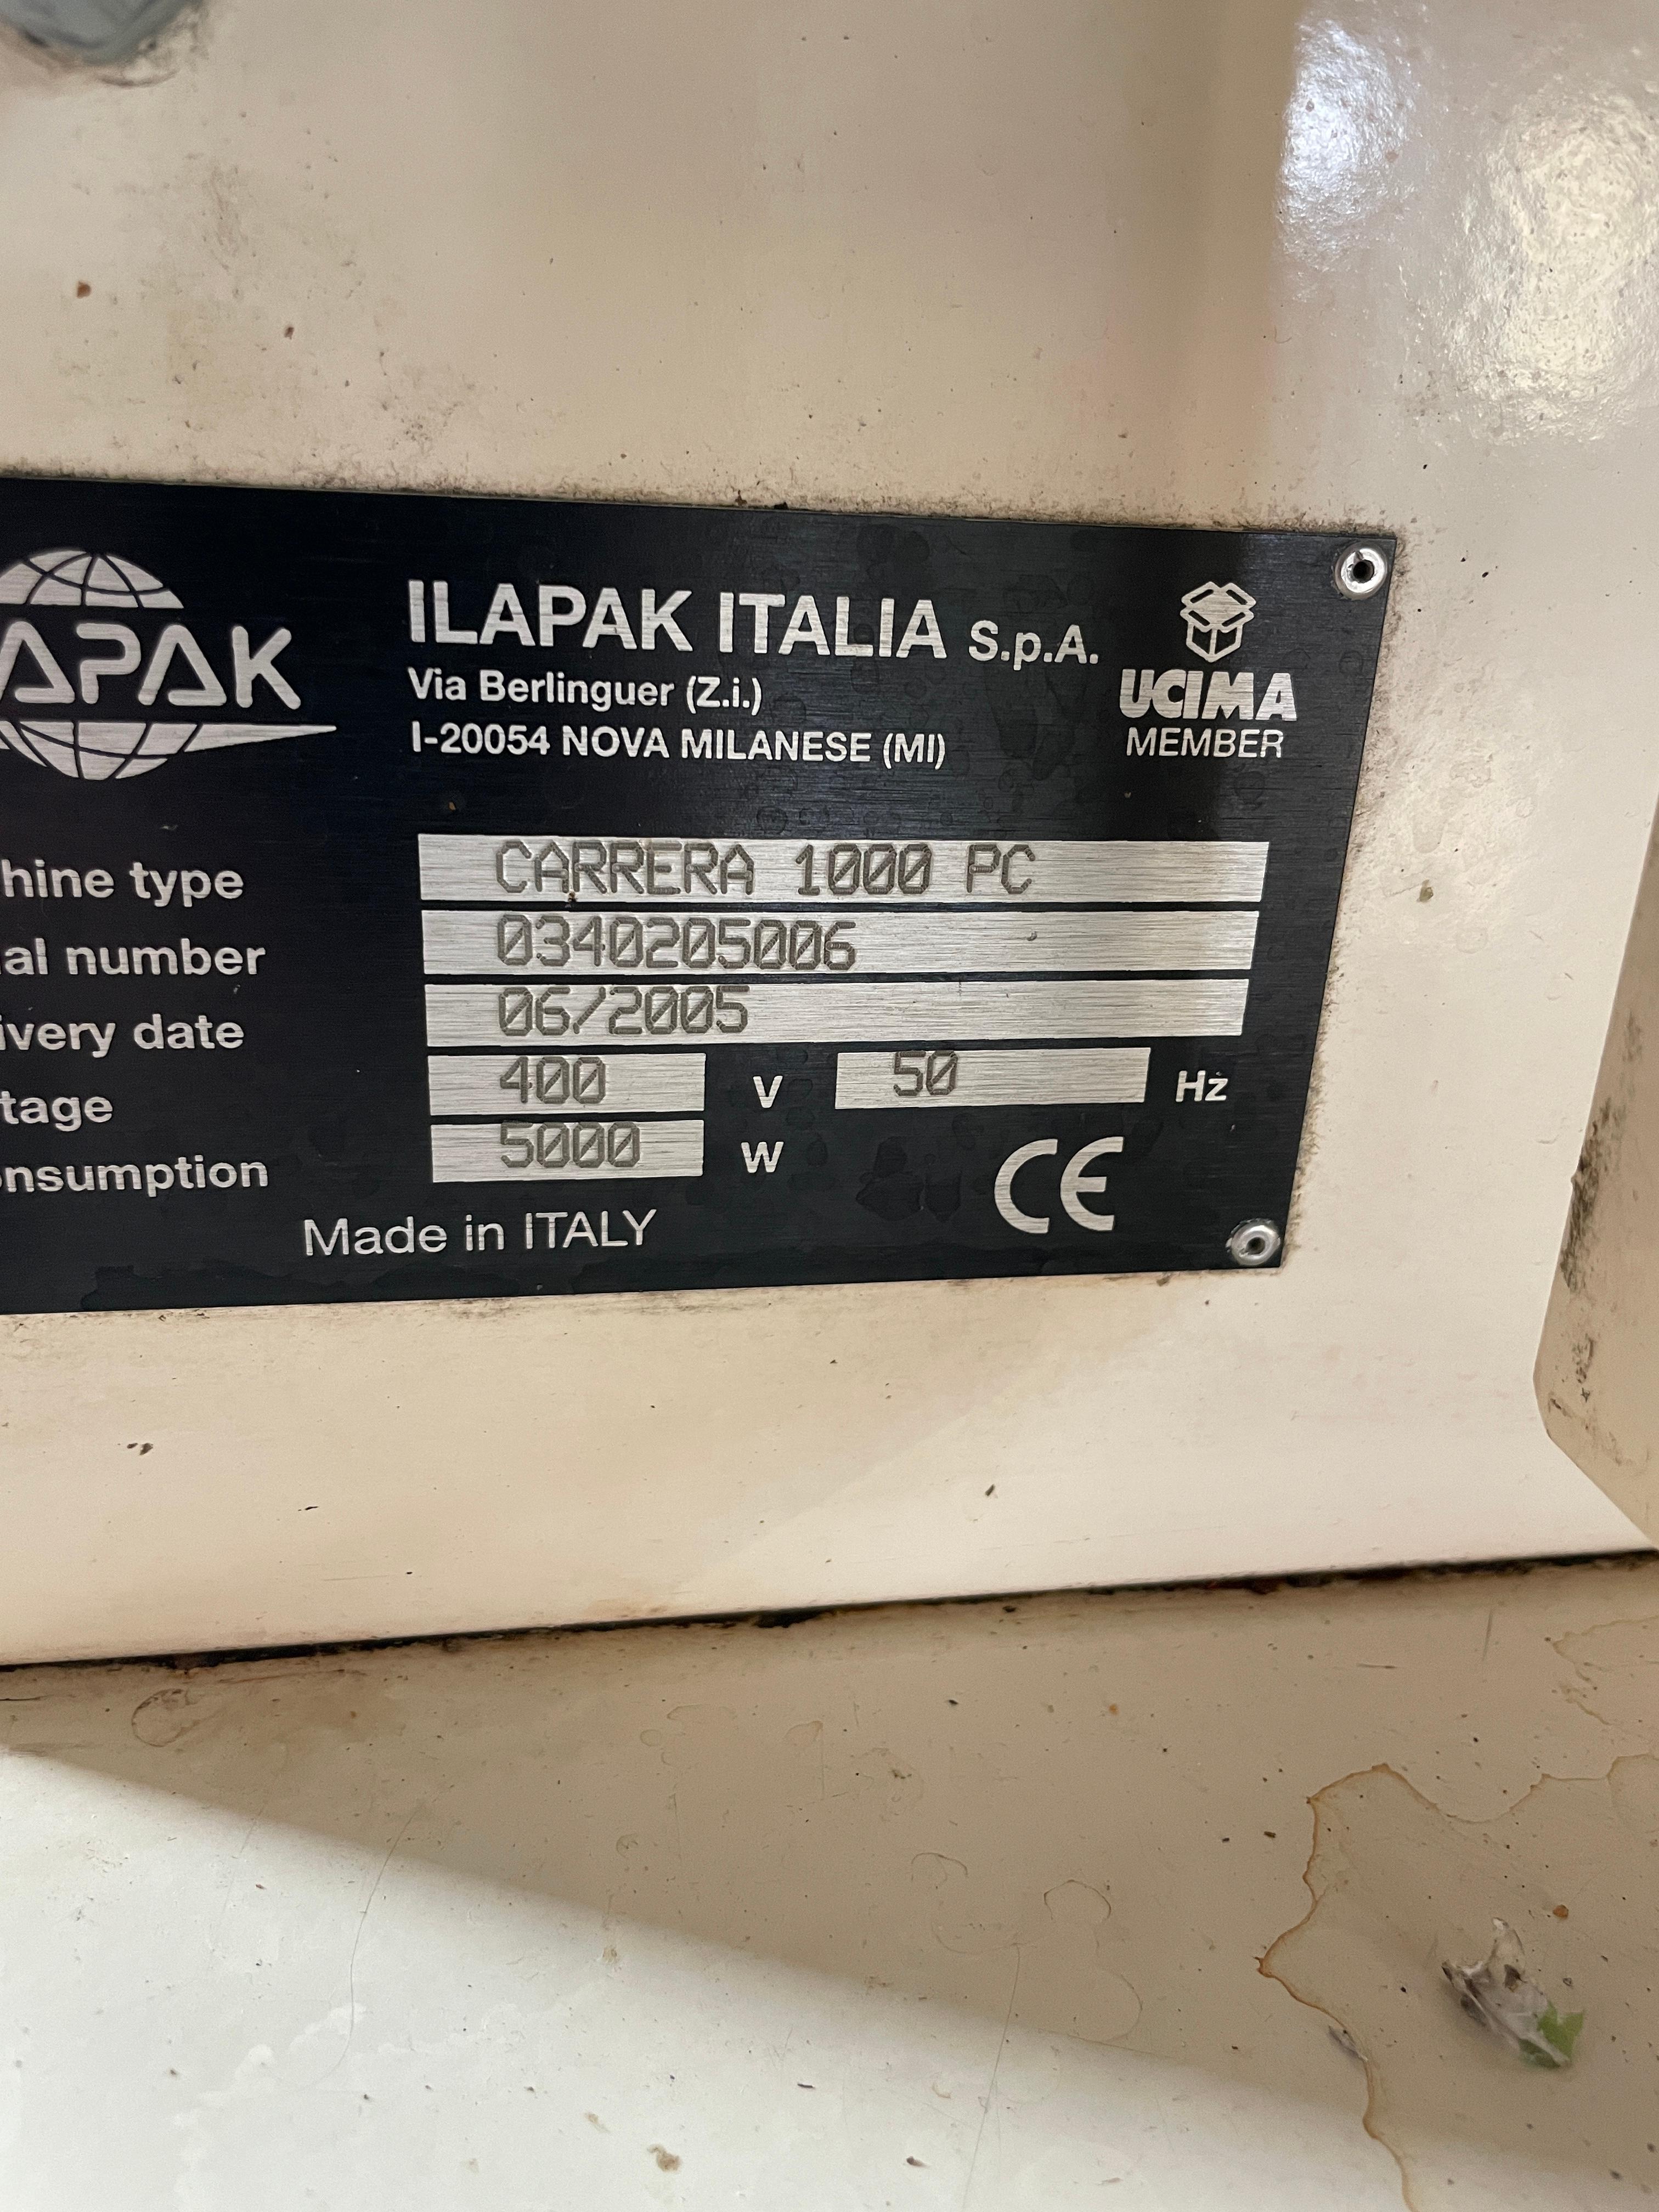 APAK
ILAPAK ITALIA S.p.A.
Via Berlinguer (Z.i.)
I-20054 NOVA MILANESE (MI)
UCIMA
MEMBER
hine type CARRERA 1000 PC
al number 0340205006
ivery date 06/2005
tage 400 V 50 Hz
onsumption 5000 W
Made in ITALY
CE